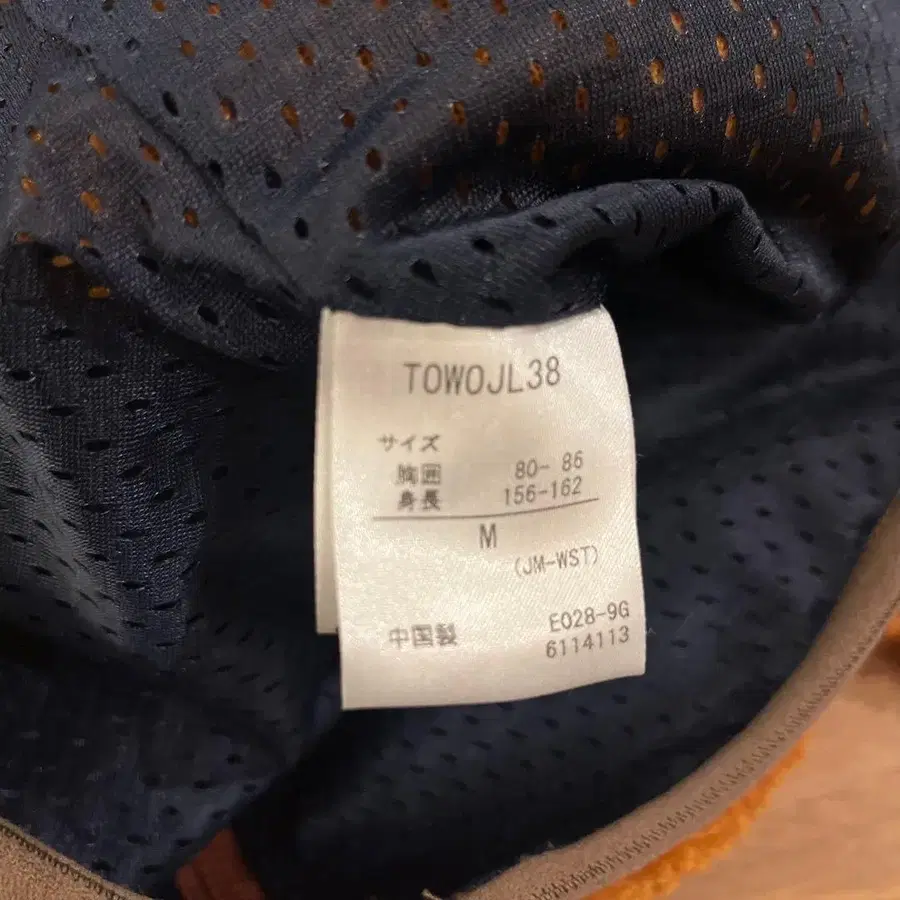 TOWOJL38
サイズ
胸囲 80- 86
身長 156-162
M
(JM-WST)
中国製 E028-9G
6114113